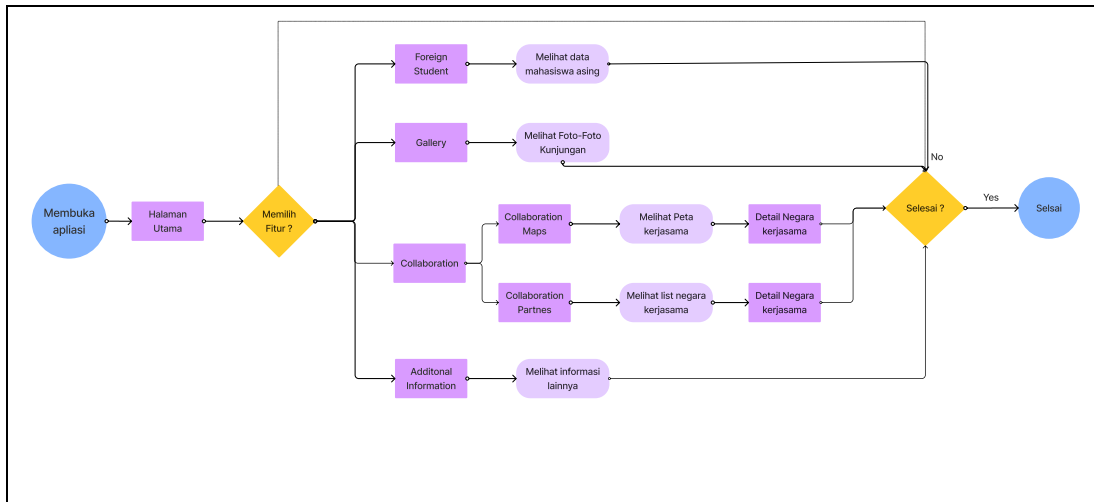 Membuka
apliasi
Halaman
Utama
Memilih
Fitur ?
Foreign
Student
Melihat data
mahasiswa asing
Gallery
Melihat Foto-Foto
Kunjungan
Collaboration
Collaboration
Maps
Melihat Peta
kerjasama
Detail Negara
kerjasama
Collaboration
Partnes
Melihat list negara
kerjasama
Detail Negara
kerjasama
Additonal
Information
Melihat informasi
lainnya
No
Selesai ?
Yes
Selsai